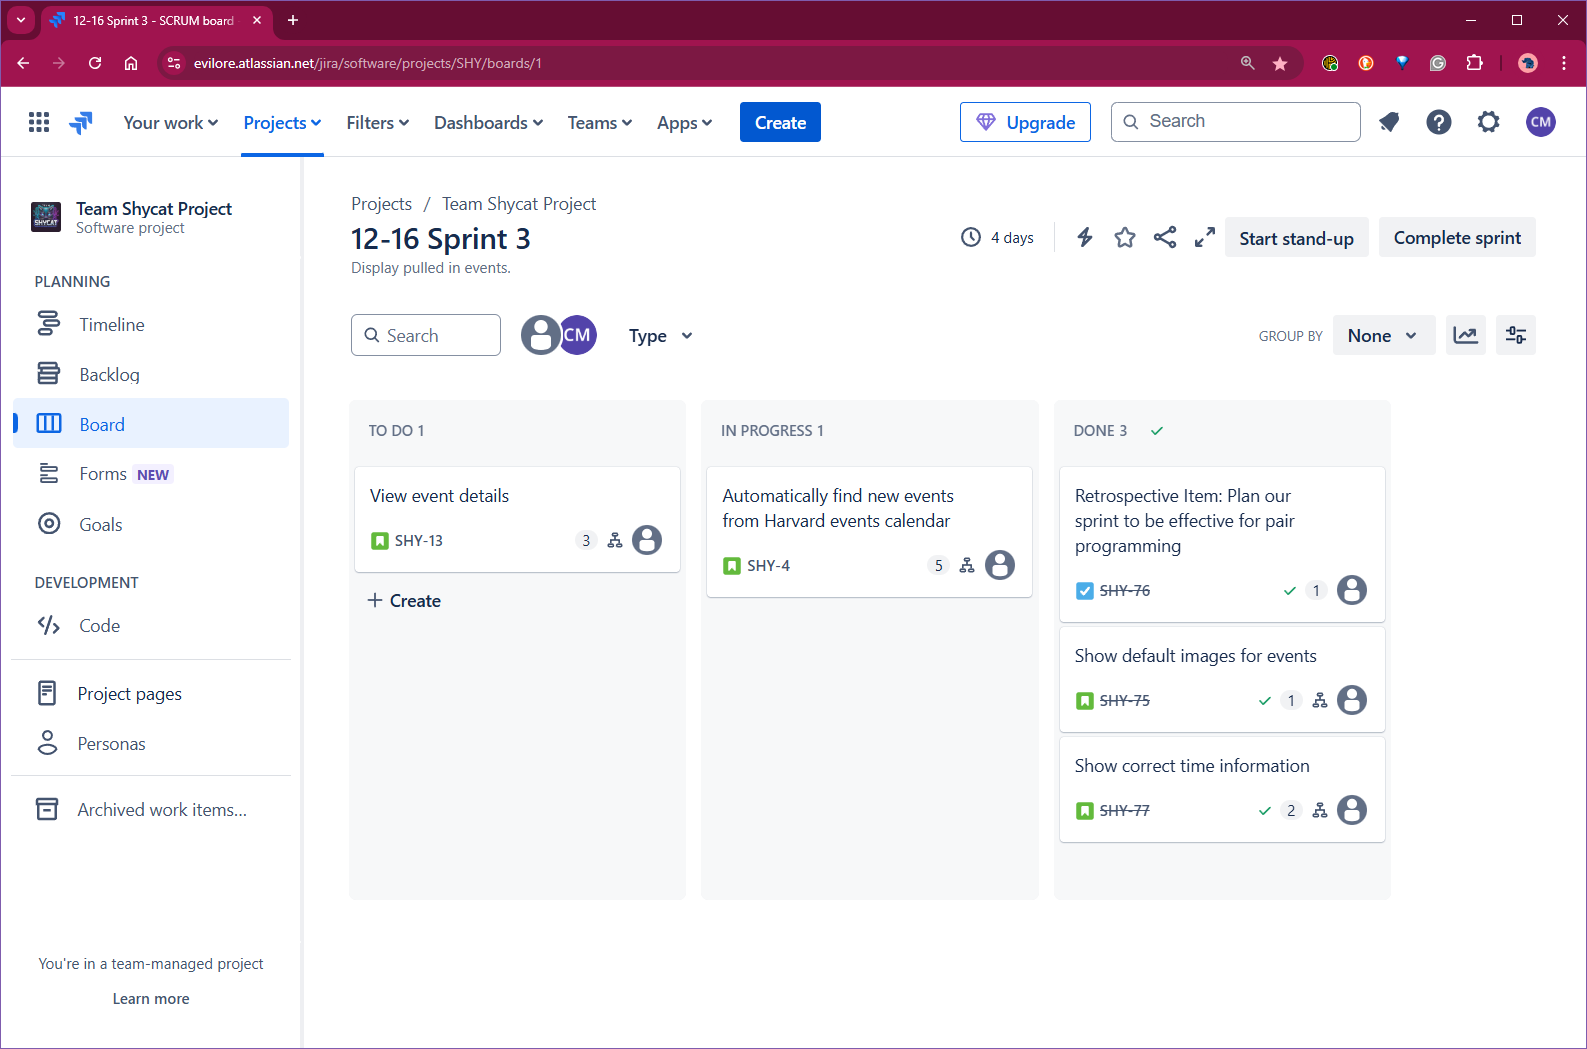 12-16 Sprint 3 - SCRUM board
evilore.atlassian.net/jira/software/projects/SHY/boards/1
Your work
Projects
Filters
Dashboards
Teams
Apps
Create
Upgrade
Search
CM
SHYCAT
Team Shycat Project
Software project
PLANNING
Timeline
Backlog
Board
Forms NEW
Goals
DEVELOPMENT
Code
Project pages
Personas
Archived work items...
You're in a team-managed project
Learn more
Projects / Team Shycat Project
12-16 Sprint 3
Display pulled in events.
4 days
Start stand-up
Complete sprint
Search
CM
Type
GROUP BY
None
TO DO 1
View event details
SHY-13
3
Create
IN PROGRESS 1
Automatically find new events
from Harvard events calendar
SHY-4
5
DONE 3
Retrospective Item: Plan our
sprint to be effective for pair
programming
SHY-76
1
Show default images for events
SHY-75
1
Show correct time information
SHY-77
2